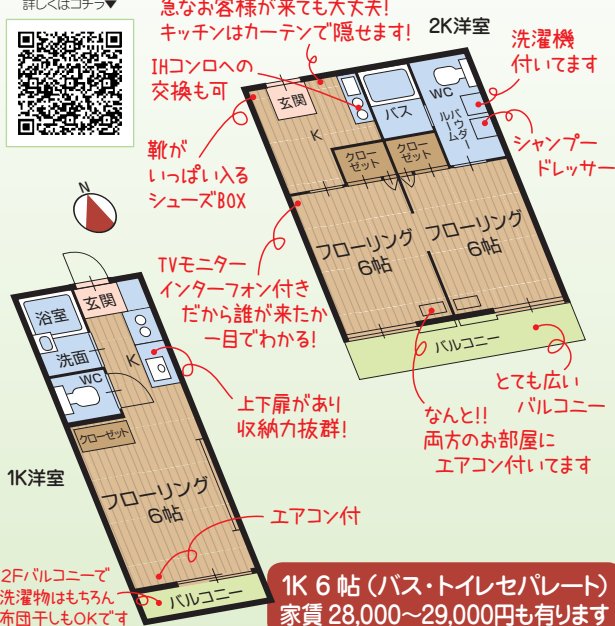 詳しくはコチラ▼
急なお客様が来ても大丈夫!
キッチンはカーテンで隠せます!
2K洋室
IHコンロへの
交換も可
洗濯機
付いてます
シャンプー
ドレッサー
靴が
いっぱい入る
シューズBOX
玄関
K
バス
WC
パウダー
ルーム
クロー
ゼット
クロー
ゼット
フローリング
6帖
フローリング
6帖
バルコニー
N
TVモニター
インターフォン付き
だから誰が来たか
一目でわかる!
とても広い
バルコニー
なんと!!
両方のお部屋に
エアコン付いてます
浴室
玄関
洗面
K
WC
クローゼット
上下扉があり
収納力抜群!
1K洋室
フローリング
6帖
エアコン付
バルコニー
2Fバルコニーで
洗濯物はもちろん
布団干しもOKです
1K 6 帖(バス・トイレセパレート)
家賃 28,000〜29,000円も有ります